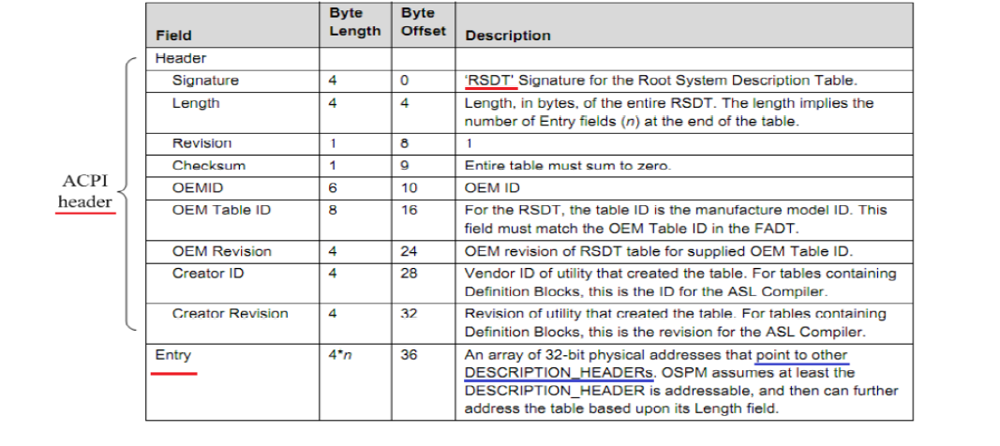 Field Byte Length Byte Offset Description
Header
Signature 4 0 'RSDT' Signature for the Root System Description Table.
Length 4 4 Length, in bytes, of the entire RSDT. The length implies the
number of Entry fields (n) at the end of the table.
Revision 1 8 1
Checksum 1 9 Entire table must sum to zero.
ACPI
header
OEMID 6 10 OEM ID
OEM Table ID 8 16 For the RSDT, the table ID is the manufacture model ID. This
field must match the OEM Table ID in the FADT.
OEM Revision 4 24 OEM revision of RSDT table for supplied OEM Table ID.
Creator ID 4 28 Vendor ID of utility that created the table. For tables containing
Definition Blocks, this is the ID for the ASL Compiler.
Creator Revision 4 32 Revision of utility that created the table. For tables containing
Definition Blocks, this is the revision for the ASL Compiler.
Entry 4*n 36 An array of 32-bit physical addresses that point to other
DESCRIPTION_HEADERs. OSPM assumes at least the
DESCRIPTION_HEADER is addressable, and then can further
address the table based upon its Length field.